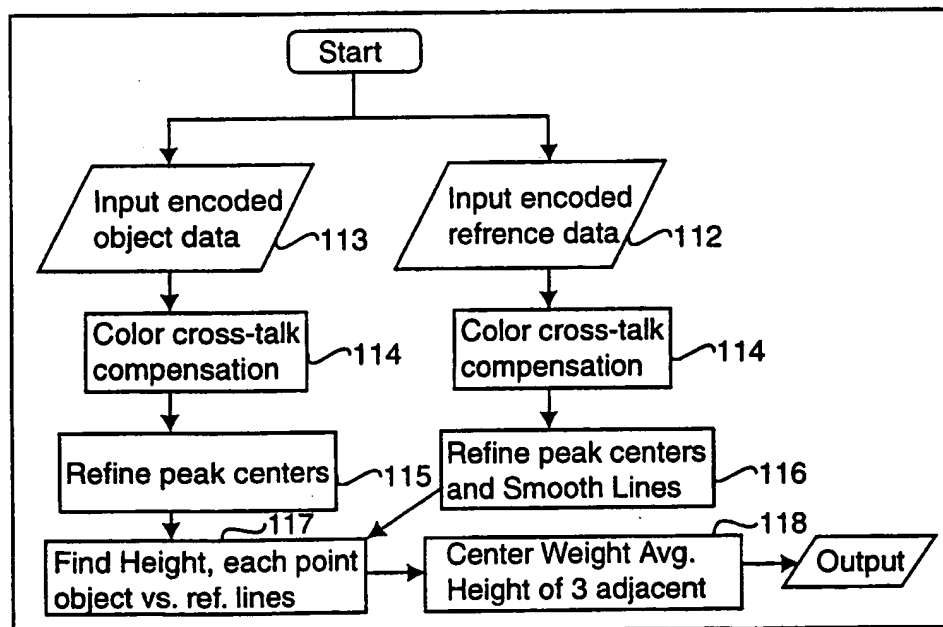 Start
Input encoded
object data
113
Input encoded
refrence data
112
Color cross-talk
compensation
114
Color cross-talk
compensation
114
Refine peak centers
115
Refine peak centers
and Smooth Lines
116
117
Find Height, each point
object vs. ref. lines
118
Center Weight Avg.
Height of 3 adjacent
Output